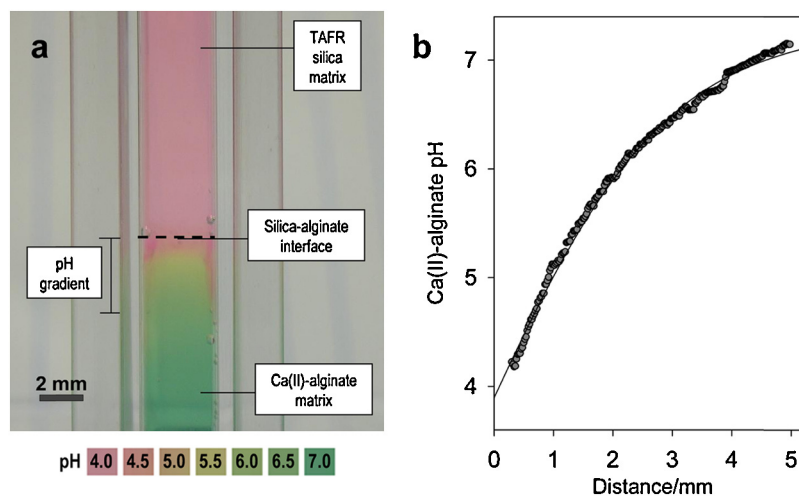 a
TAFR
silica
matrix
Silica-alginate
interface
pH
gradient
Ca(II)-alginate
matrix
2 mm
pH 4.0 4.5 5.0 5.5 6.0 6.5 7.0
b
7
6
5
4
Ca(II)-alginate pH
0 1 2 3 4 5
Distance/mm